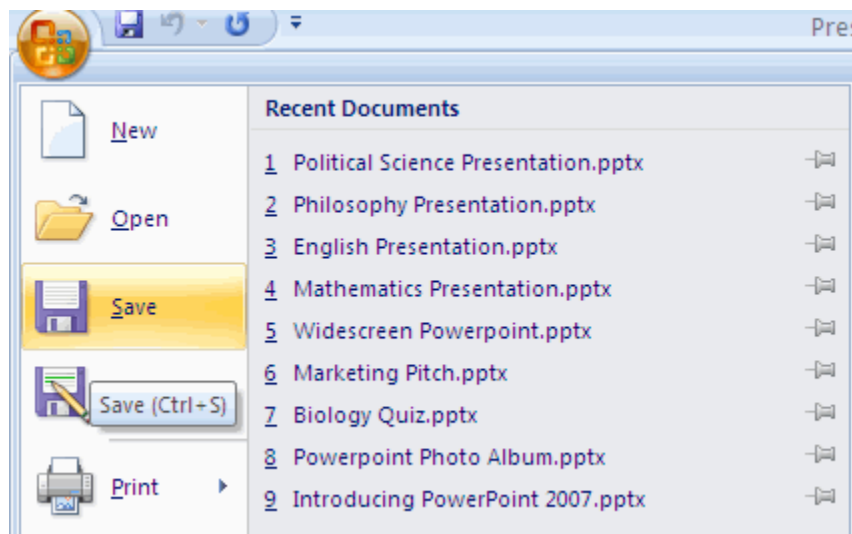 Pres
New
Open
Save
Save (Ctrl+S)
Print
Recent Documents
1 Political Science Presentation.pptx
2 Philosophy Presentation.pptx
3 English Presentation.pptx
4 Mathematics Presentation.pptx
5 Widescreen Powerpoint.pptx
6 Marketing Pitch.pptx
7 Biology Quiz.pptx
8 Powerpoint Photo Album.pptx
9 Introducing PowerPoint 2007.pptx